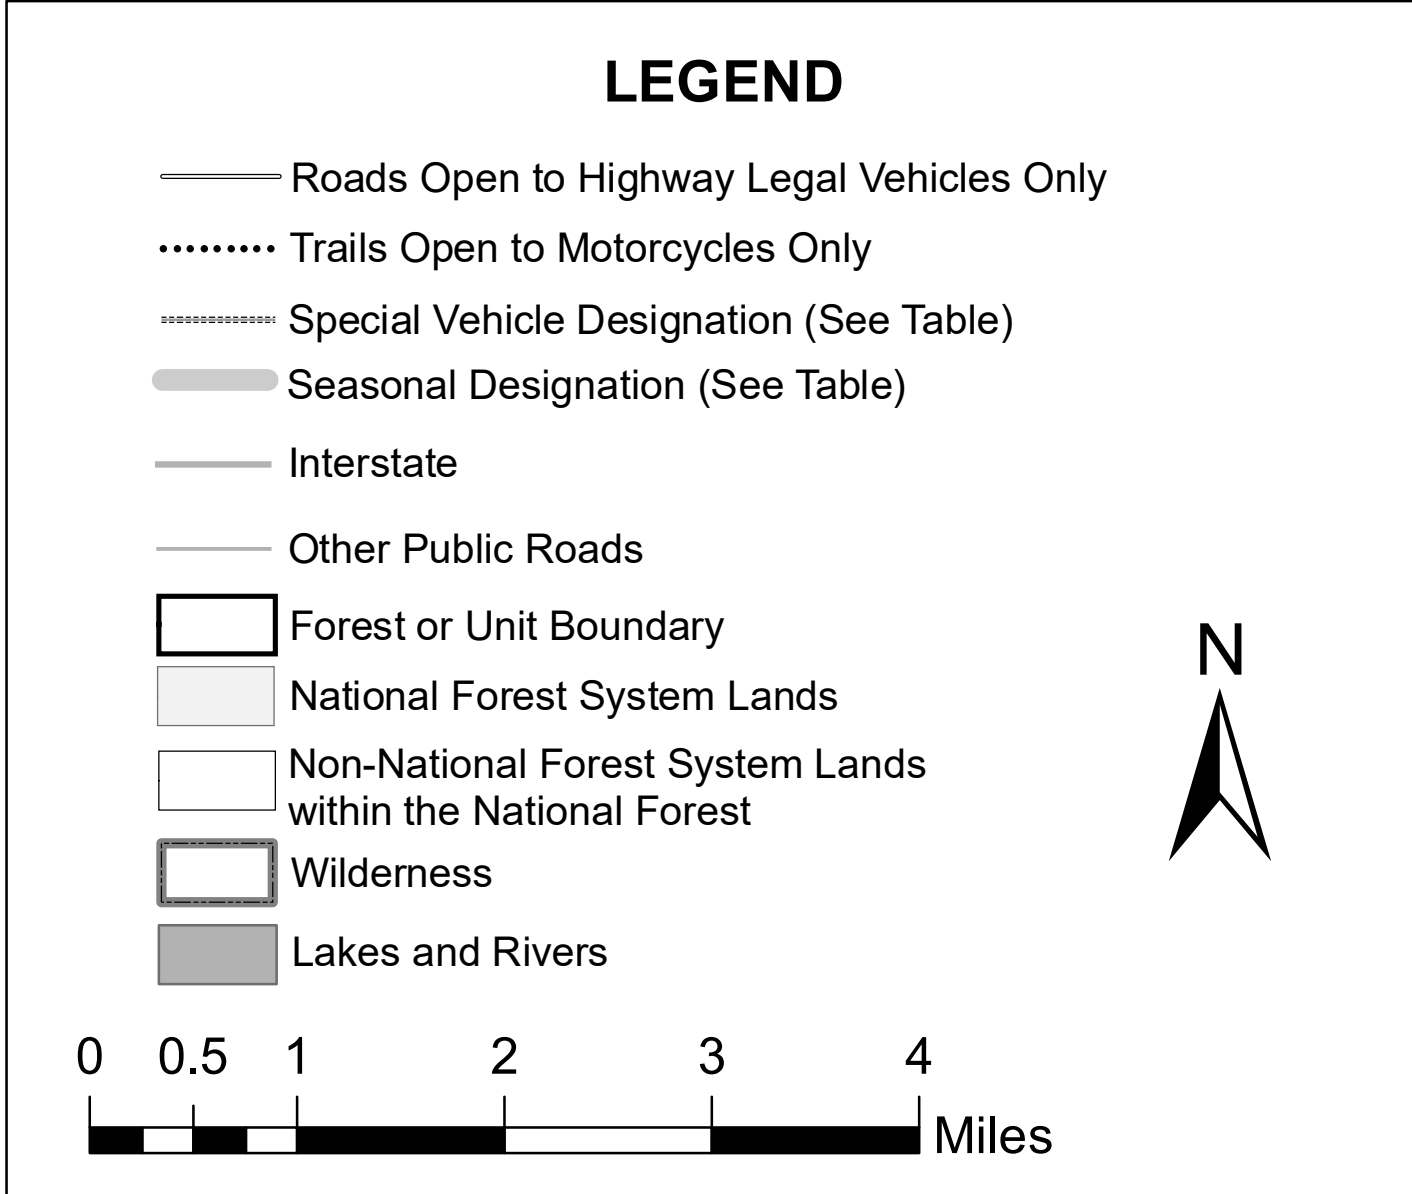 LEGEND
Roads Open to Highway Legal Vehicles Only
Trails Open to Motorcycles Only
Special Vehicle Designation (See Table)
Seasonal Designation (See Table)
Interstate
Other Public Roads
Forest or Unit Boundary
National Forest System Lands
Non-National Forest System Lands
within the National Forest
Wilderness
Lakes and Rivers
N
0 0.5 1 2 3 4
Miles